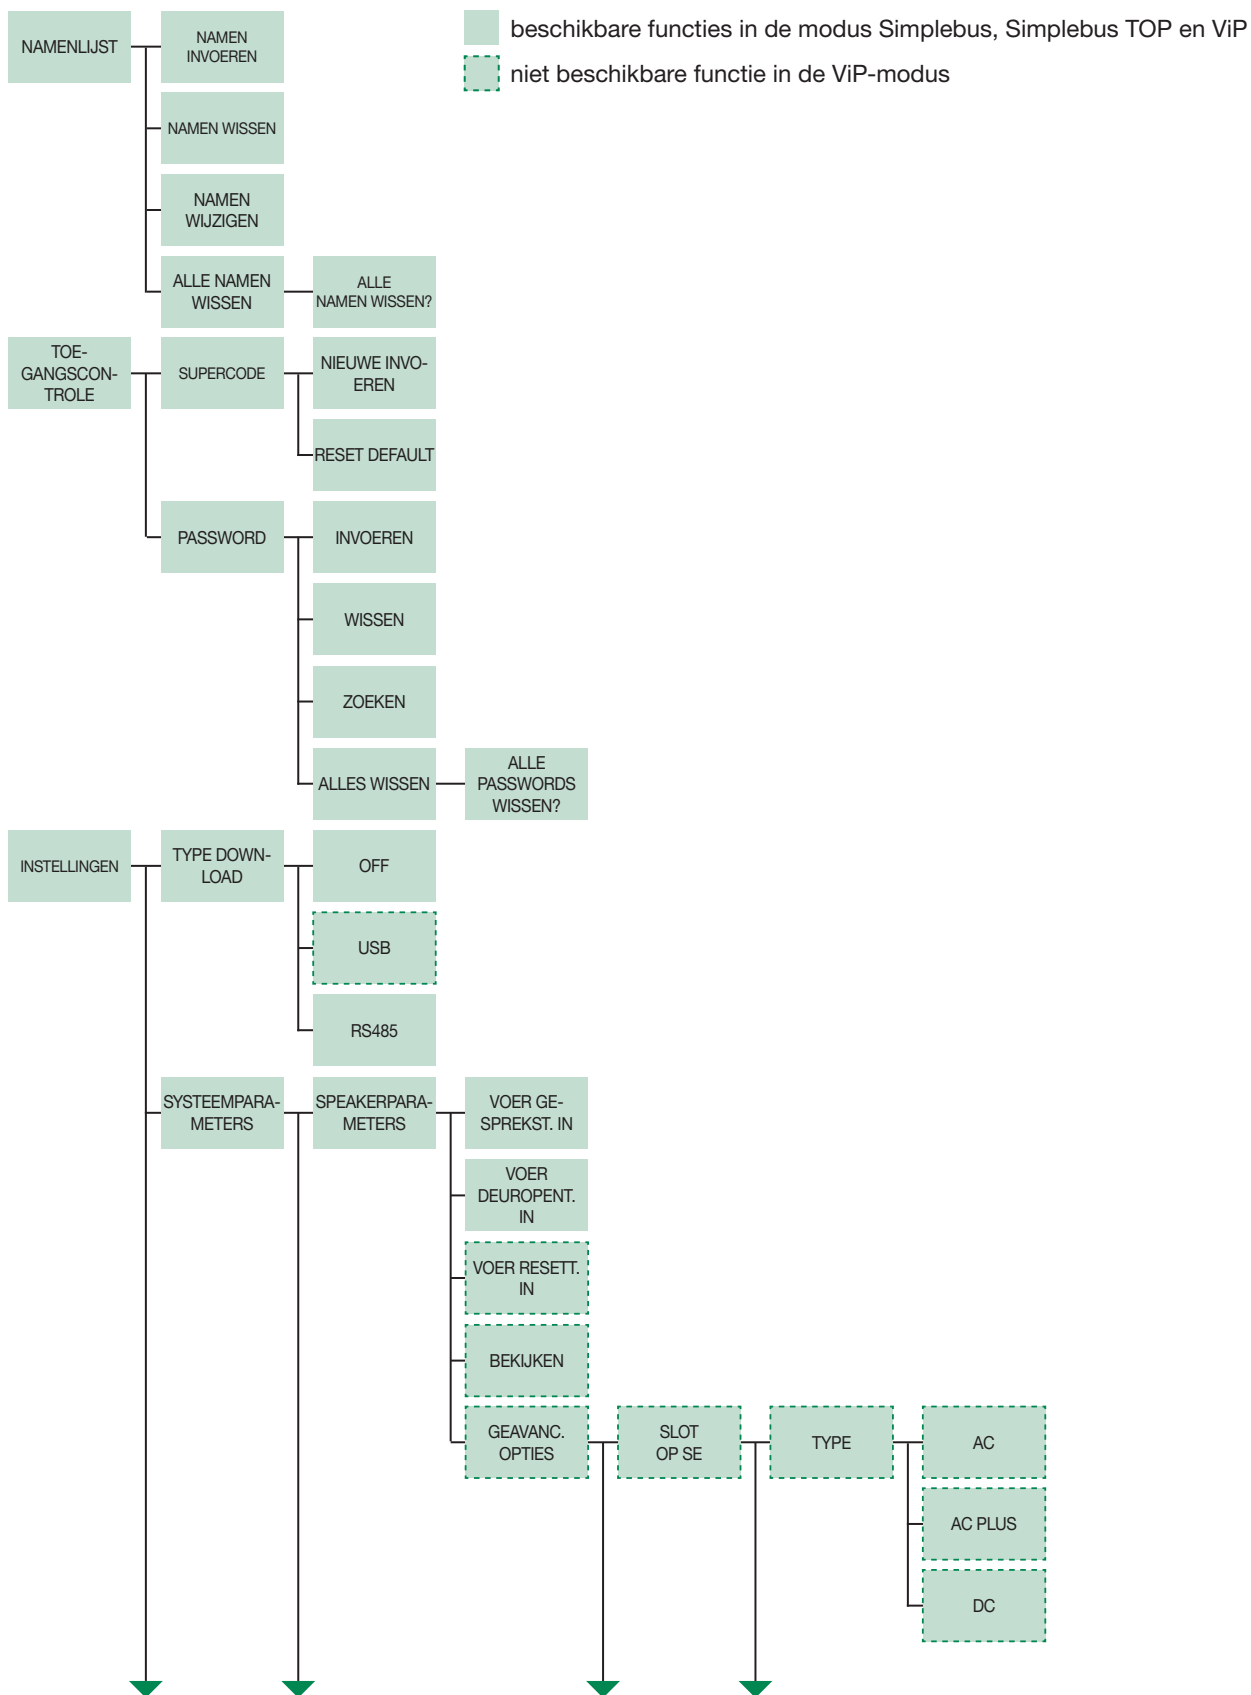 beschikbare functies in de modus Simplebus, Simplebus TOP en ViP
niet beschikbare functie in de ViP-modus
NAMENLIJST
NAMEN
INVOEREN
NAMEN WISSEN
NAMEN
WIJZIGEN
ALLE NAMEN
WISSEN
ALLE
NAMEN WISSEN?
TOE-
GANGSCON-
TROLE
SUPERCODE
NIEUWE INVO-
EREN
RESET DEFAULT
PASSWORD
INVOEREN
WISSEN
ZOEKEN
ALLES WISSEN
ALLE
PASSWORDS
WISSEN?
INSTELLINGEN
TYPE DOWN-
LOAD
OFF
USB
RS485
SYSTEEMPARA-
METERS
SPEAKERPARA-
METERS
VOER GE-
SPREKST. IN
VOER
DEUROPENT.
IN
VOER RESETT.
IN
BEKIJKEN
GEAVANC.
OPTIES
SLOT
OP SE
TYPE
AC
AC PLUS
DC